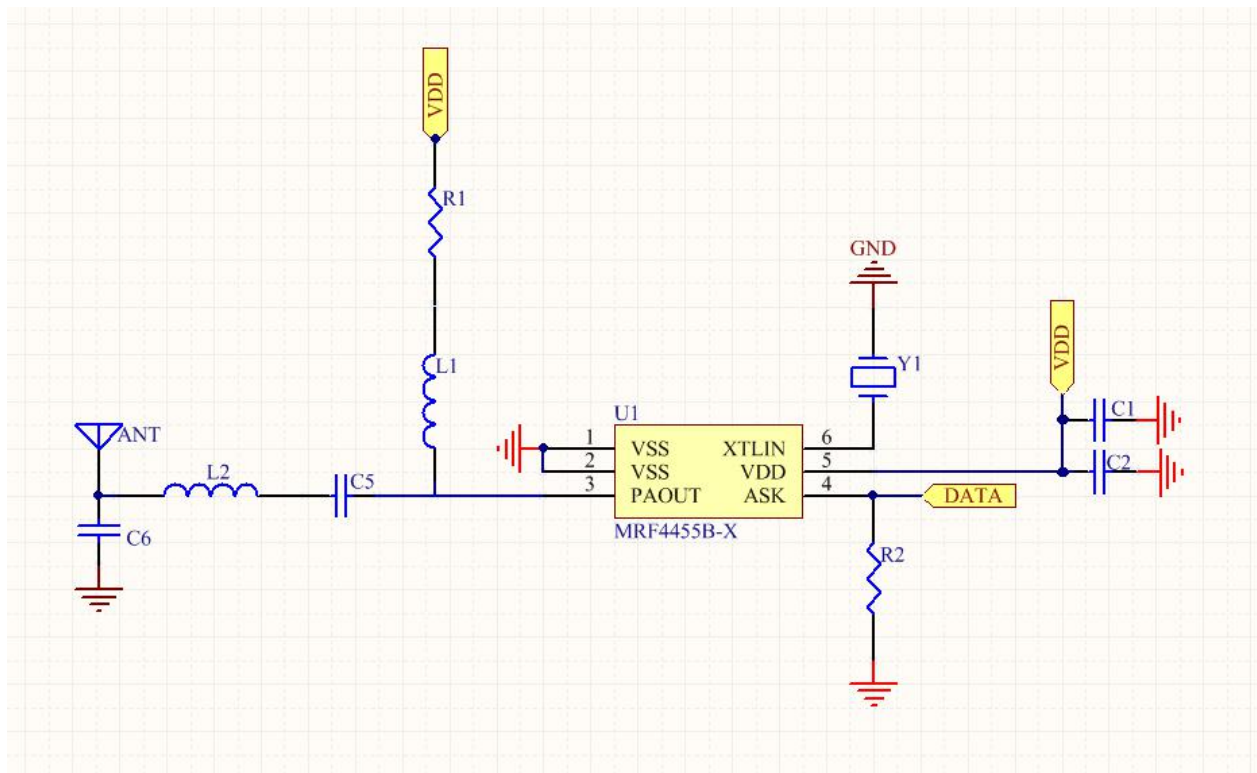 VDD
R1
L1
GND
Y1
VDD
C1
C2
ANT
L2
C5
C6
U1
1 VSS XTLIN 6
2 VSS VDD 5
3 PAOUT ASK 4
MRF4455B-X
DATA
R2